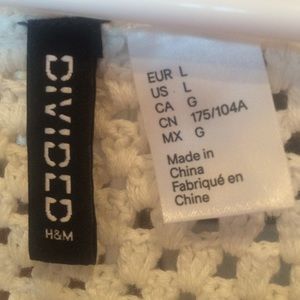 DIVIDED
H&M
EUR L
US L
CA G
CN 175/104A
MX G
Made in
China
Fabriqué en
Chine